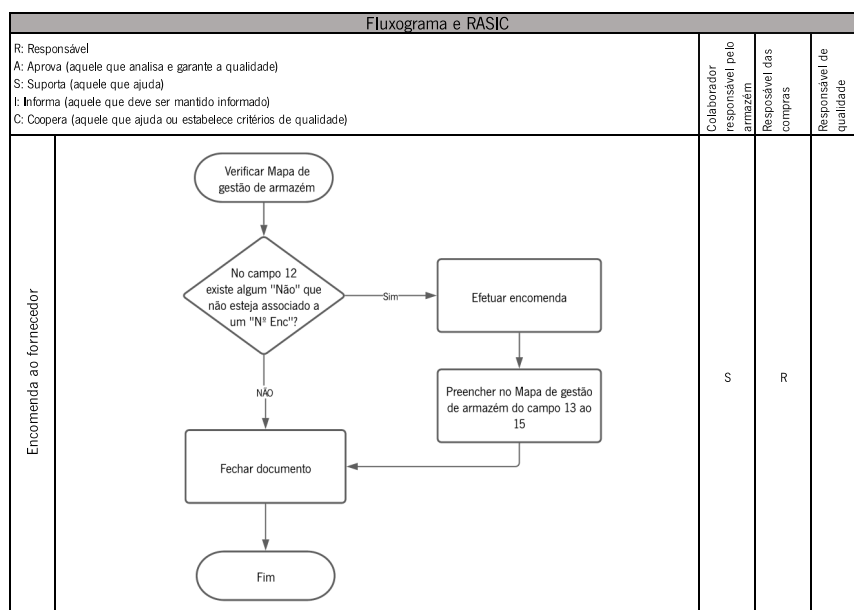 Fluxograma e RASIC
R: Responsável
A: Aprova (aquele que analisa e garante a qualidade)
S: Suporta (aquele que ajuda)
I: Informa (aquele que deve ser mantido informado)
C: Coopera (aquele que ajuda ou estabelece critérios de qualidade)
Colaborador
responsável pelo
armazém
Resposável das
compras
Responsável de
qualidade
Encomenda ao fornecedor
Verificar Mapa de
gestão de armazém
No campo 12
existe algum "Não" que
não esteja associado a
um "Nº Enc"?
Sim
Efetuar encomenda
NÃO
Preencher no Mapa de gestão
de armazém do campo 13 ao
15
Fechar documento
Fim
S
R